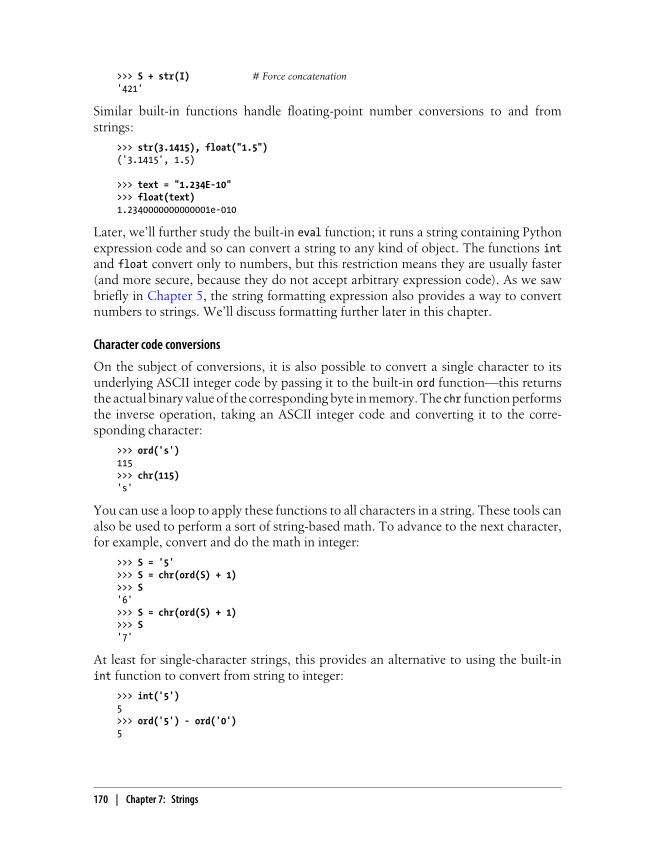 >>> S + str(I) # Force concatenation
'421'
Similar built-in functions handle floating-point number conversions to and from
strings:
>>> str(3.1415), float("1.5")
('3.1415', 1.5)
>>> text = "1.234E-10"
>>> float(text)
1.2340000000000001e-010
Later, we’ll further study the built-in eval function; it runs a string containing Python
expression code and so can convert a string to any kind of object. The functions int
and float convert only to numbers, but this restriction means they are usually faster
(and more secure, because they do not accept arbitrary expression code). As we saw
briefly in Chapter 5, the string formatting expression also provides a way to convert
numbers to strings. We’ll discuss formatting further later in this chapter.
Character code conversions
On the subject of conversions, it is also possible to convert a single character to its
underlying ASCII integer code by passing it to the built-in ord function—this returns
the actual binary value of the corresponding byte in memory. The chr function performs
the inverse operation, taking an ASCII integer code and converting it to the corre-
sponding character:
>>> ord('s')
115
>>> chr(115)
's'
You can use a loop to apply these functions to all characters in a string. These tools can
also be used to perform a sort of string-based math. To advance to the next character,
for example, convert and do the math in integer:
>>> S = '5'
>>> S = chr(ord(S) + 1)
>>> S
'6'
>>> S = chr(ord(S) + 1)
>>> S
'7'
At least for single-character strings, this provides an alternative to using the built-in
int function to convert from string to integer:
>>> int('5')
5
>>> ord('5') - ord('0')
5
170 | Chapter 7: Strings